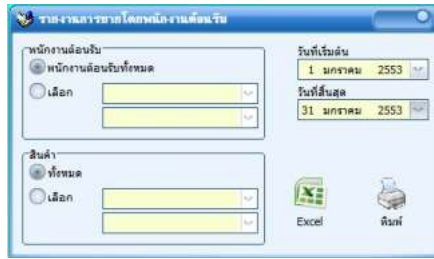 รายงานการขายโดยพนักงานต้อนรับ
พนักงานต้อนรับ
พนักงานต้อนรับทั้งหมด
เลือก
วันที่เริ่มต้น
1 มกราคม 2553
วันที่สิ้นสุด
31 มกราคม 2553
สินค้า
ทั้งหมด
เลือก
Excel
พิมพ์